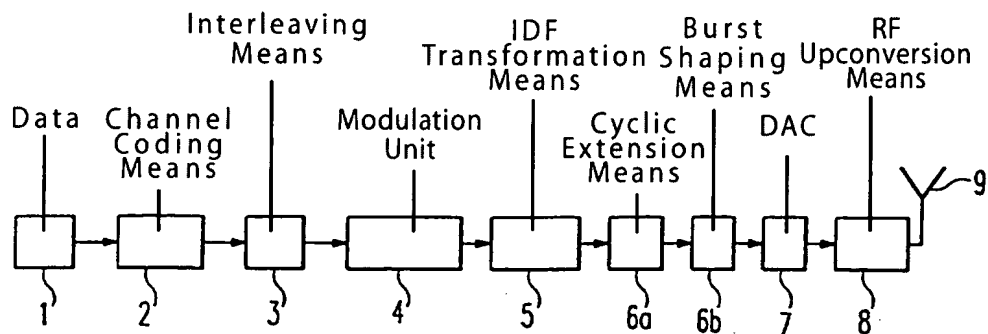 Data
Channel
Coding
Means
Interleaving
Means
Modulation
Unit
IDF
Transformation
Means
Cyclic
Extension
Means
Burst
Shaping
Means
DAC
RF
Upconversion
Means
9
1
2
3
4
5
6a
6b
7
8